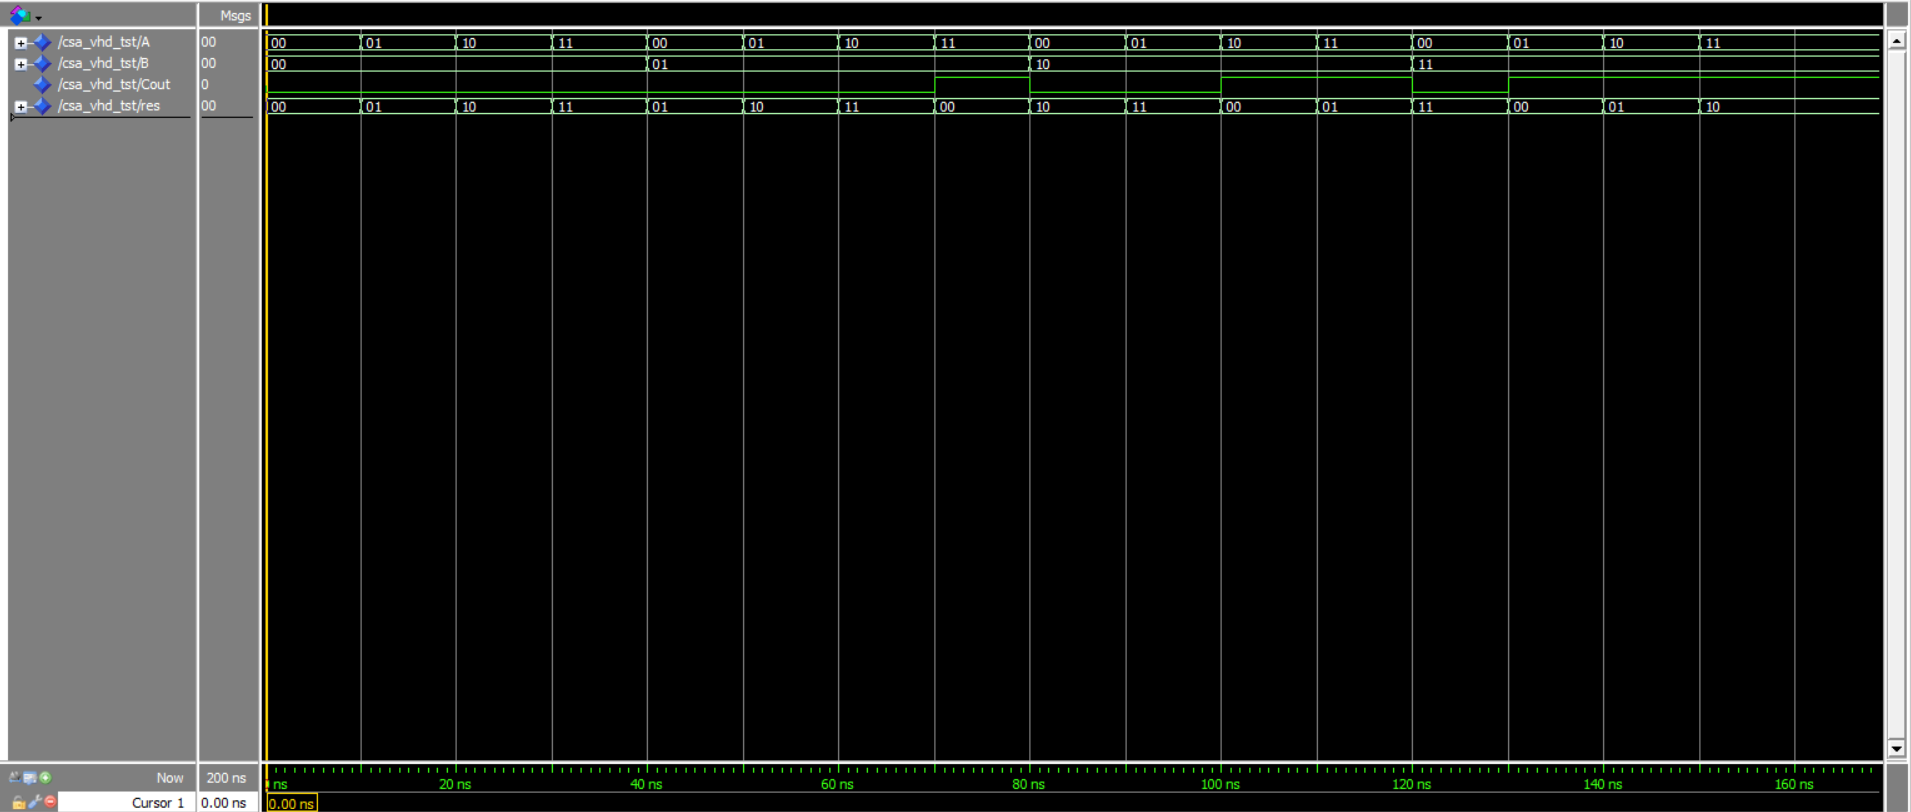 Msgs
/csa_vhd_tst/A 00 00 01 10 11 00 01 10 11 00 01 10 11 00 01 10 11
/csa_vhd_tst/B 00 00 01 10 11
/csa_vhd_tst/Cout 0
/csa_vhd_tst/res 00 00 01 10 11 01 10 11 00 10 11 00 01 11 00 01 10
Now 200 ns ns 20 ns 40 ns 60 ns 80 ns 100 ns 120 ns 140 ns 160 ns
Cursor 1 0.00 ns 0.00 ns